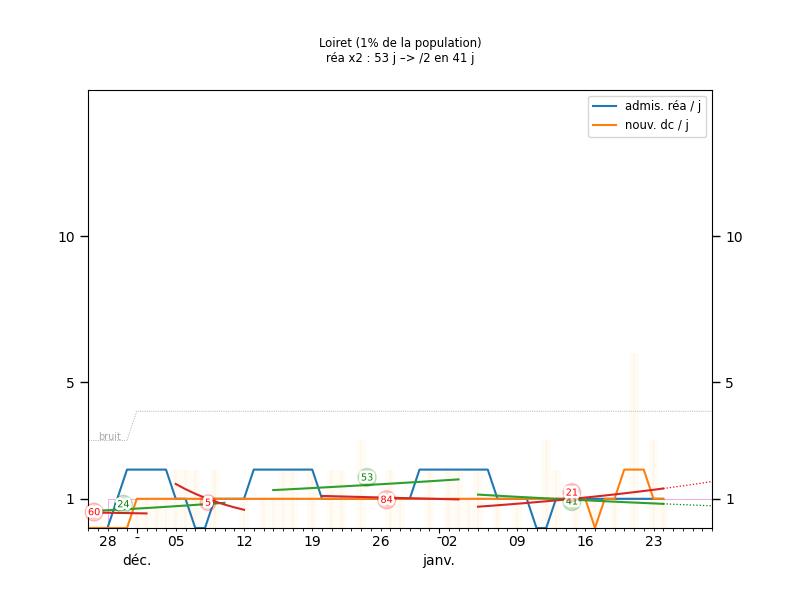 Loiret (1% de la population)
réa x2 : 53 j –> /2 en 41 j
admis. réa / j
nouv. dc / j
10 10
5 5
bruit
53
21
24 5 84 41
60
1 1
28 - 05 12 19 26 -02 09 16 23
déc. janv.